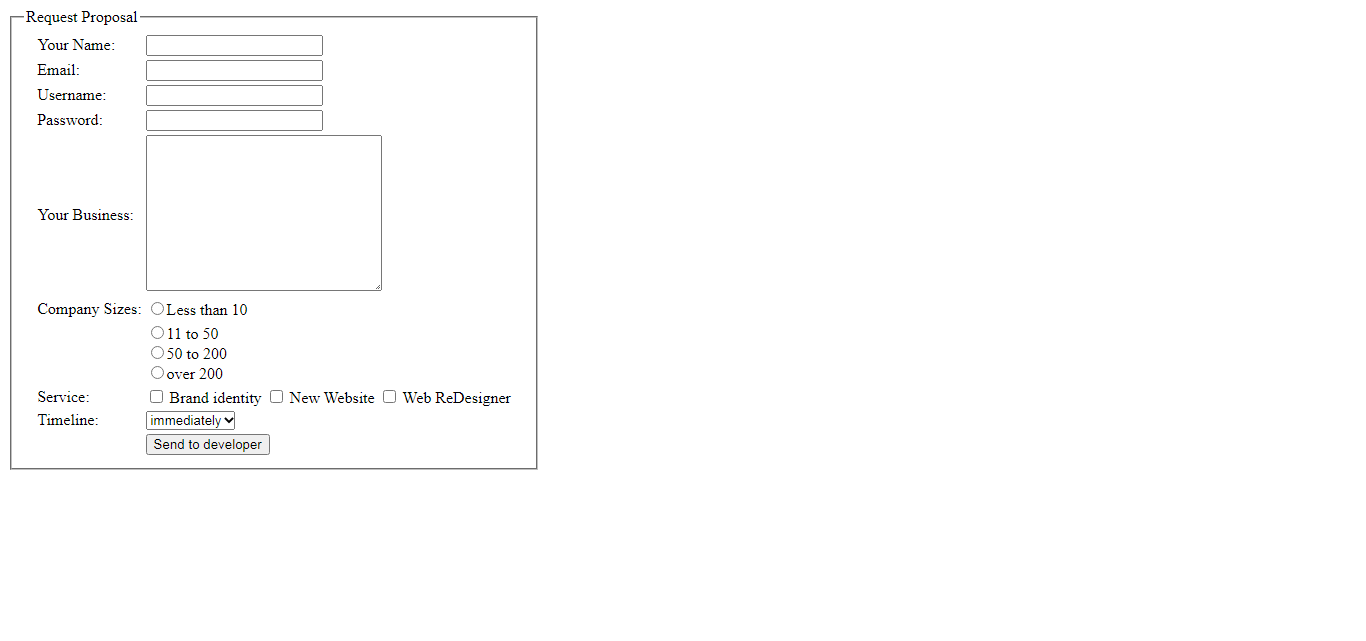 Request Proposal
Your Name:
Email:
Username:
Password:
Your Business:
Company Sizes: Less than 10
11 to 50
50 to 200
over 200
Service: Brand identity New Website Web ReDesigner
Timeline: immediately
Send to developer